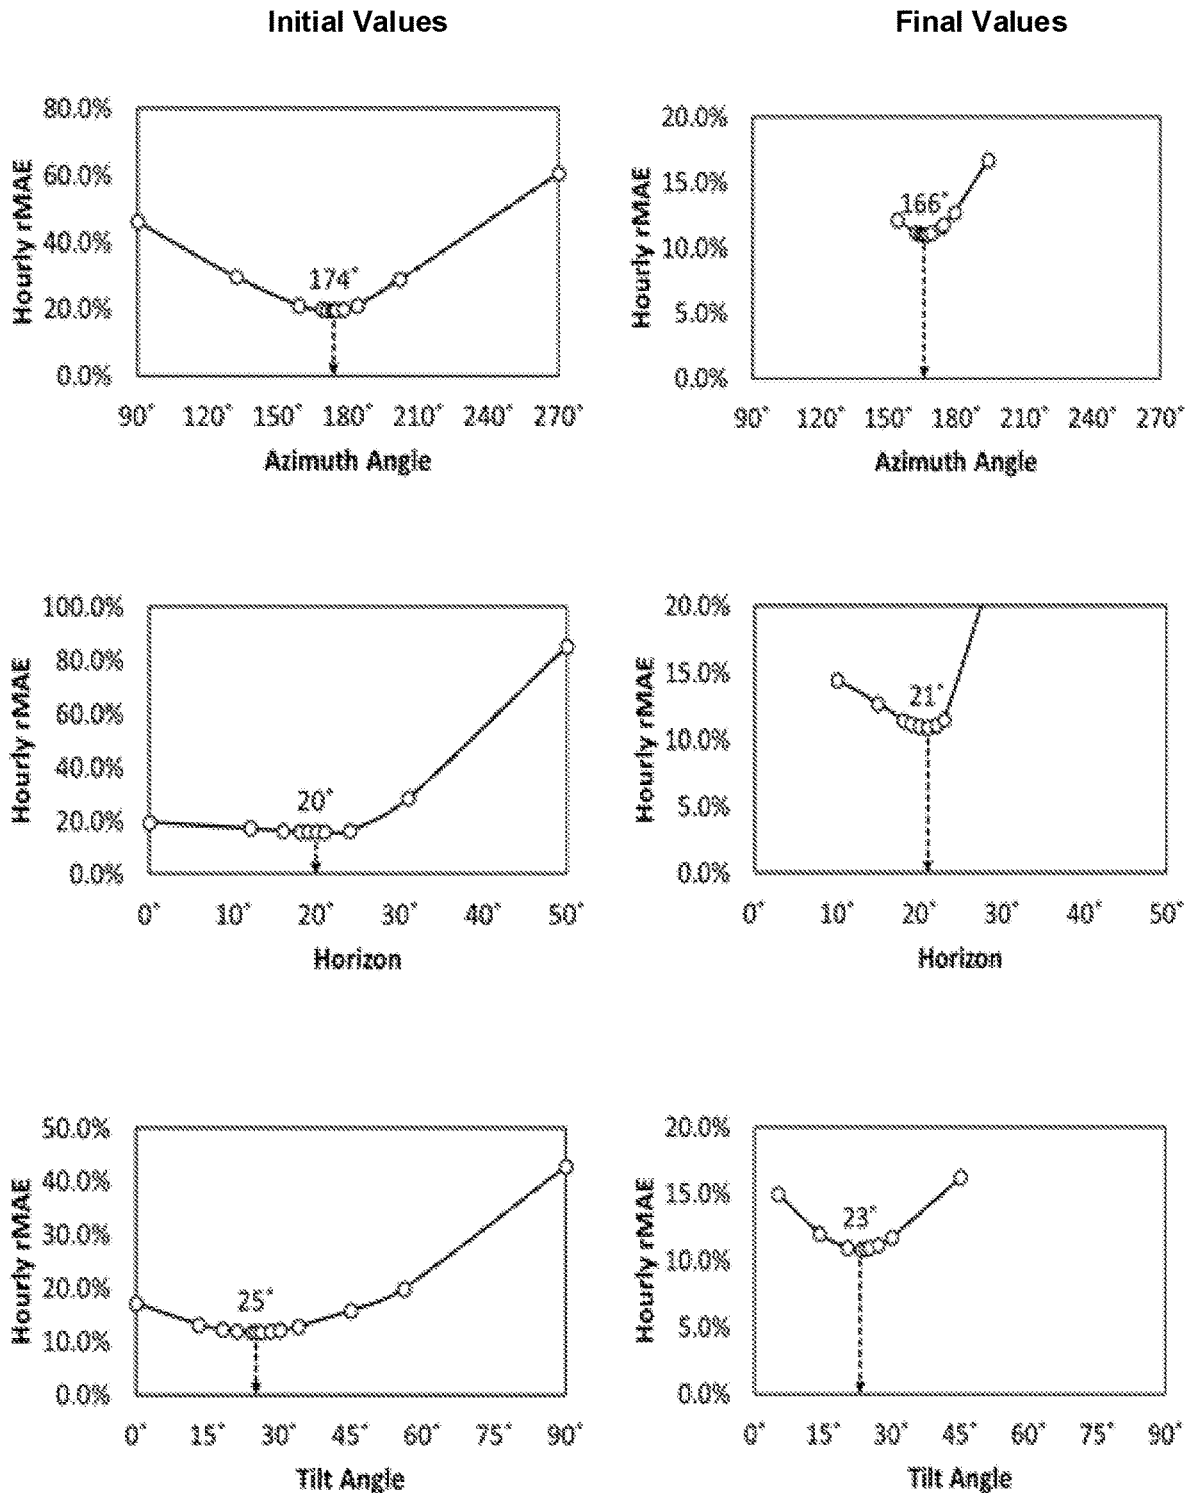 Initial Values
Final Values
80.0%
60.0%
40.0%
20.0%
0.0%
Hourly rMAE
174°
90° 120° 150° 180° 210° 240° 270°
Azimuth Angle
20.0%
15.0%
10.0%
5.0%
0.0%
Hourly rMAE
166°
90° 120° 150° 180° 210° 240° 270°
Azimuth Angle
100.0%
80.0%
60.0%
40.0%
20.0%
0.0%
Hourly rMAE
20°
0° 10° 20° 30° 40° 50°
Horizon
20.0%
15.0%
10.0%
5.0%
0.0%
Hourly rMAE
21°
0° 10° 20° 30° 40° 50°
Horizon
50.0%
40.0%
30.0%
20.0%
10.0%
0.0%
Hourly rMAE
25°
0° 15° 30° 45° 60° 75° 90°
Tilt Angle
20.0%
15.0%
10.0%
5.0%
0.0%
Hourly rMAE
23°
0° 15° 30° 45° 60° 75° 90°
Tilt Angle